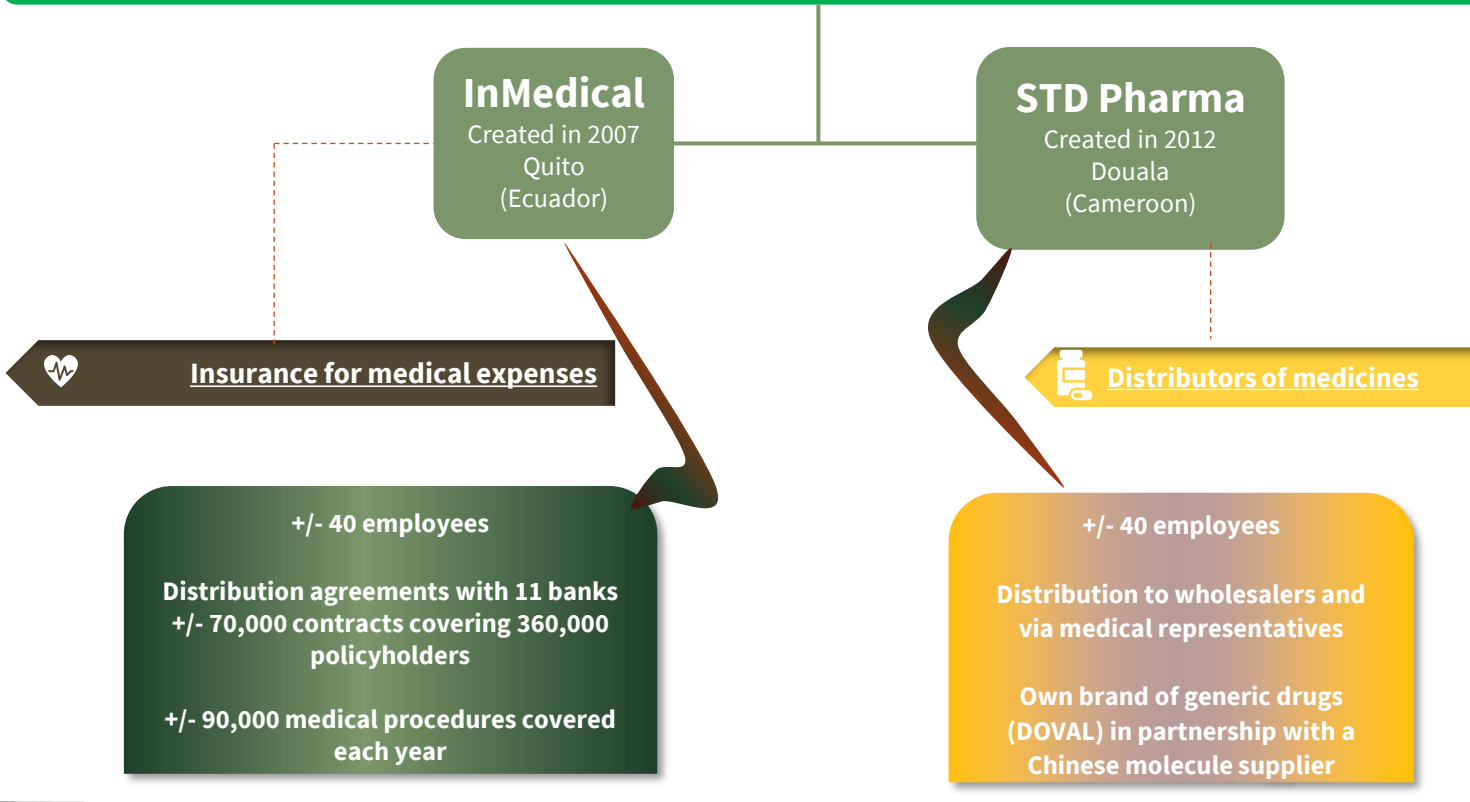 InMedical
Created in 2007
Quito
(Ecuador)
STD Pharma
Created in 2012
Douala
(Cameroon)
Insurance for medical expenses
Distributors of medicines
+/- 40 employees
Distribution agreements with 11 banks
+/- 70,000 contracts covering 360,000
policyholders
+/- 90,000 medical procedures covered
each year
+/- 40 employees
Distribution to wholesalers and
via medical representatives
Own brand of generic drugs
(DOVAL) in partnership with a
Chinese molecule supplier